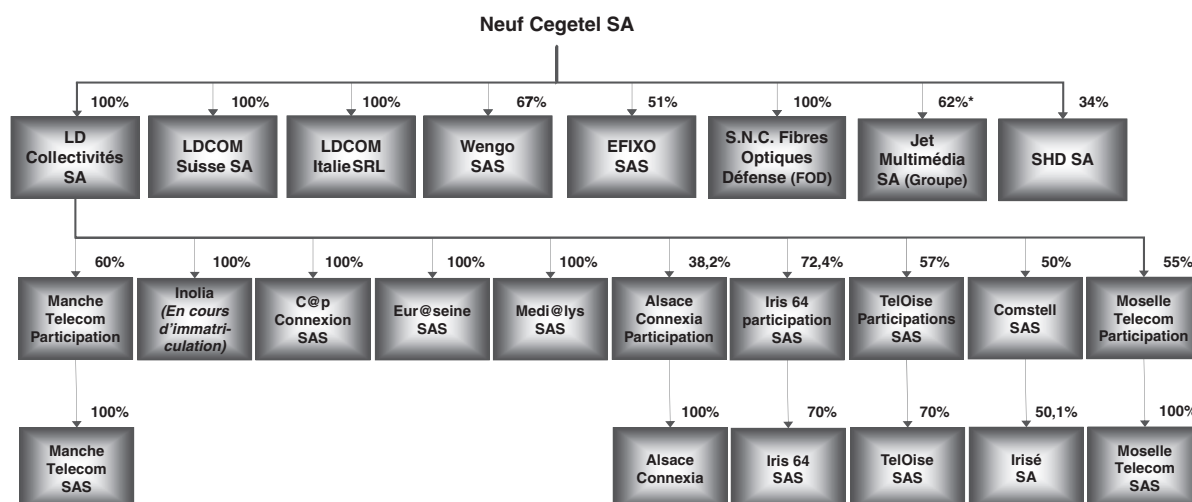 Neuf Cegetel SA
100%
100%
100%
67%
51%
100%
62%*
34%
LD
Collectivités
SA
LDCOM
Suisse SA
LDCOM
Italie SRL
Wengo
SAS
EFIXO
SAS
S.N.C. Fibres
Optiques
Défense (FOD)
Jet
Multimédia
SA (Groupe)
SHD SA
60%
100%
100%
100%
100%
38,2%
72,4%
57%
50%
55%
Manche
Telecom
Participation
Inolia
(En cours
d'immatri-
culation)
C@p
Connexion
SAS
Eur@seine
SAS
Medi@lys
SAS
Alsace
Connexia
Participation
Iris 64
participation
SAS
TelOise
Participations
SAS
Comstell
SAS
Moselle
Telecom
Participation
100%
100%
70%
70%
50,1%
100%
Manche
Telecom
SAS
Alsace
Connexia
Iris 64
SAS
TelOise
SAS
Irisé
SA
Moselle
Telecom
SAS